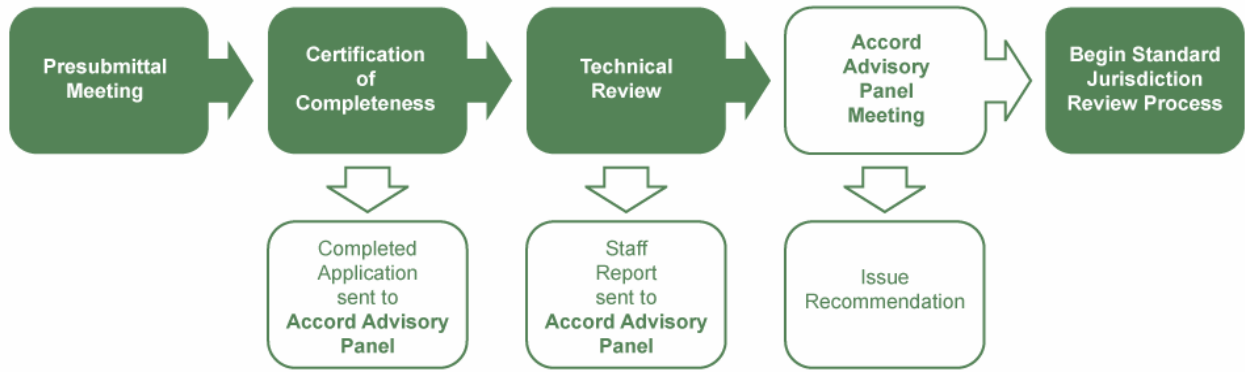 Presubmittal
Meeting
Certification
of
Completeness
Technical
Review
Accord
Advisory
Panel
Meeting
Begin Standard
Jurisdiction
Review Process
Completed
Application
sent to
Accord Advisory
Panel
Staff
Report
sent to
Accord Advisory
Panel
Issue
Recommendation